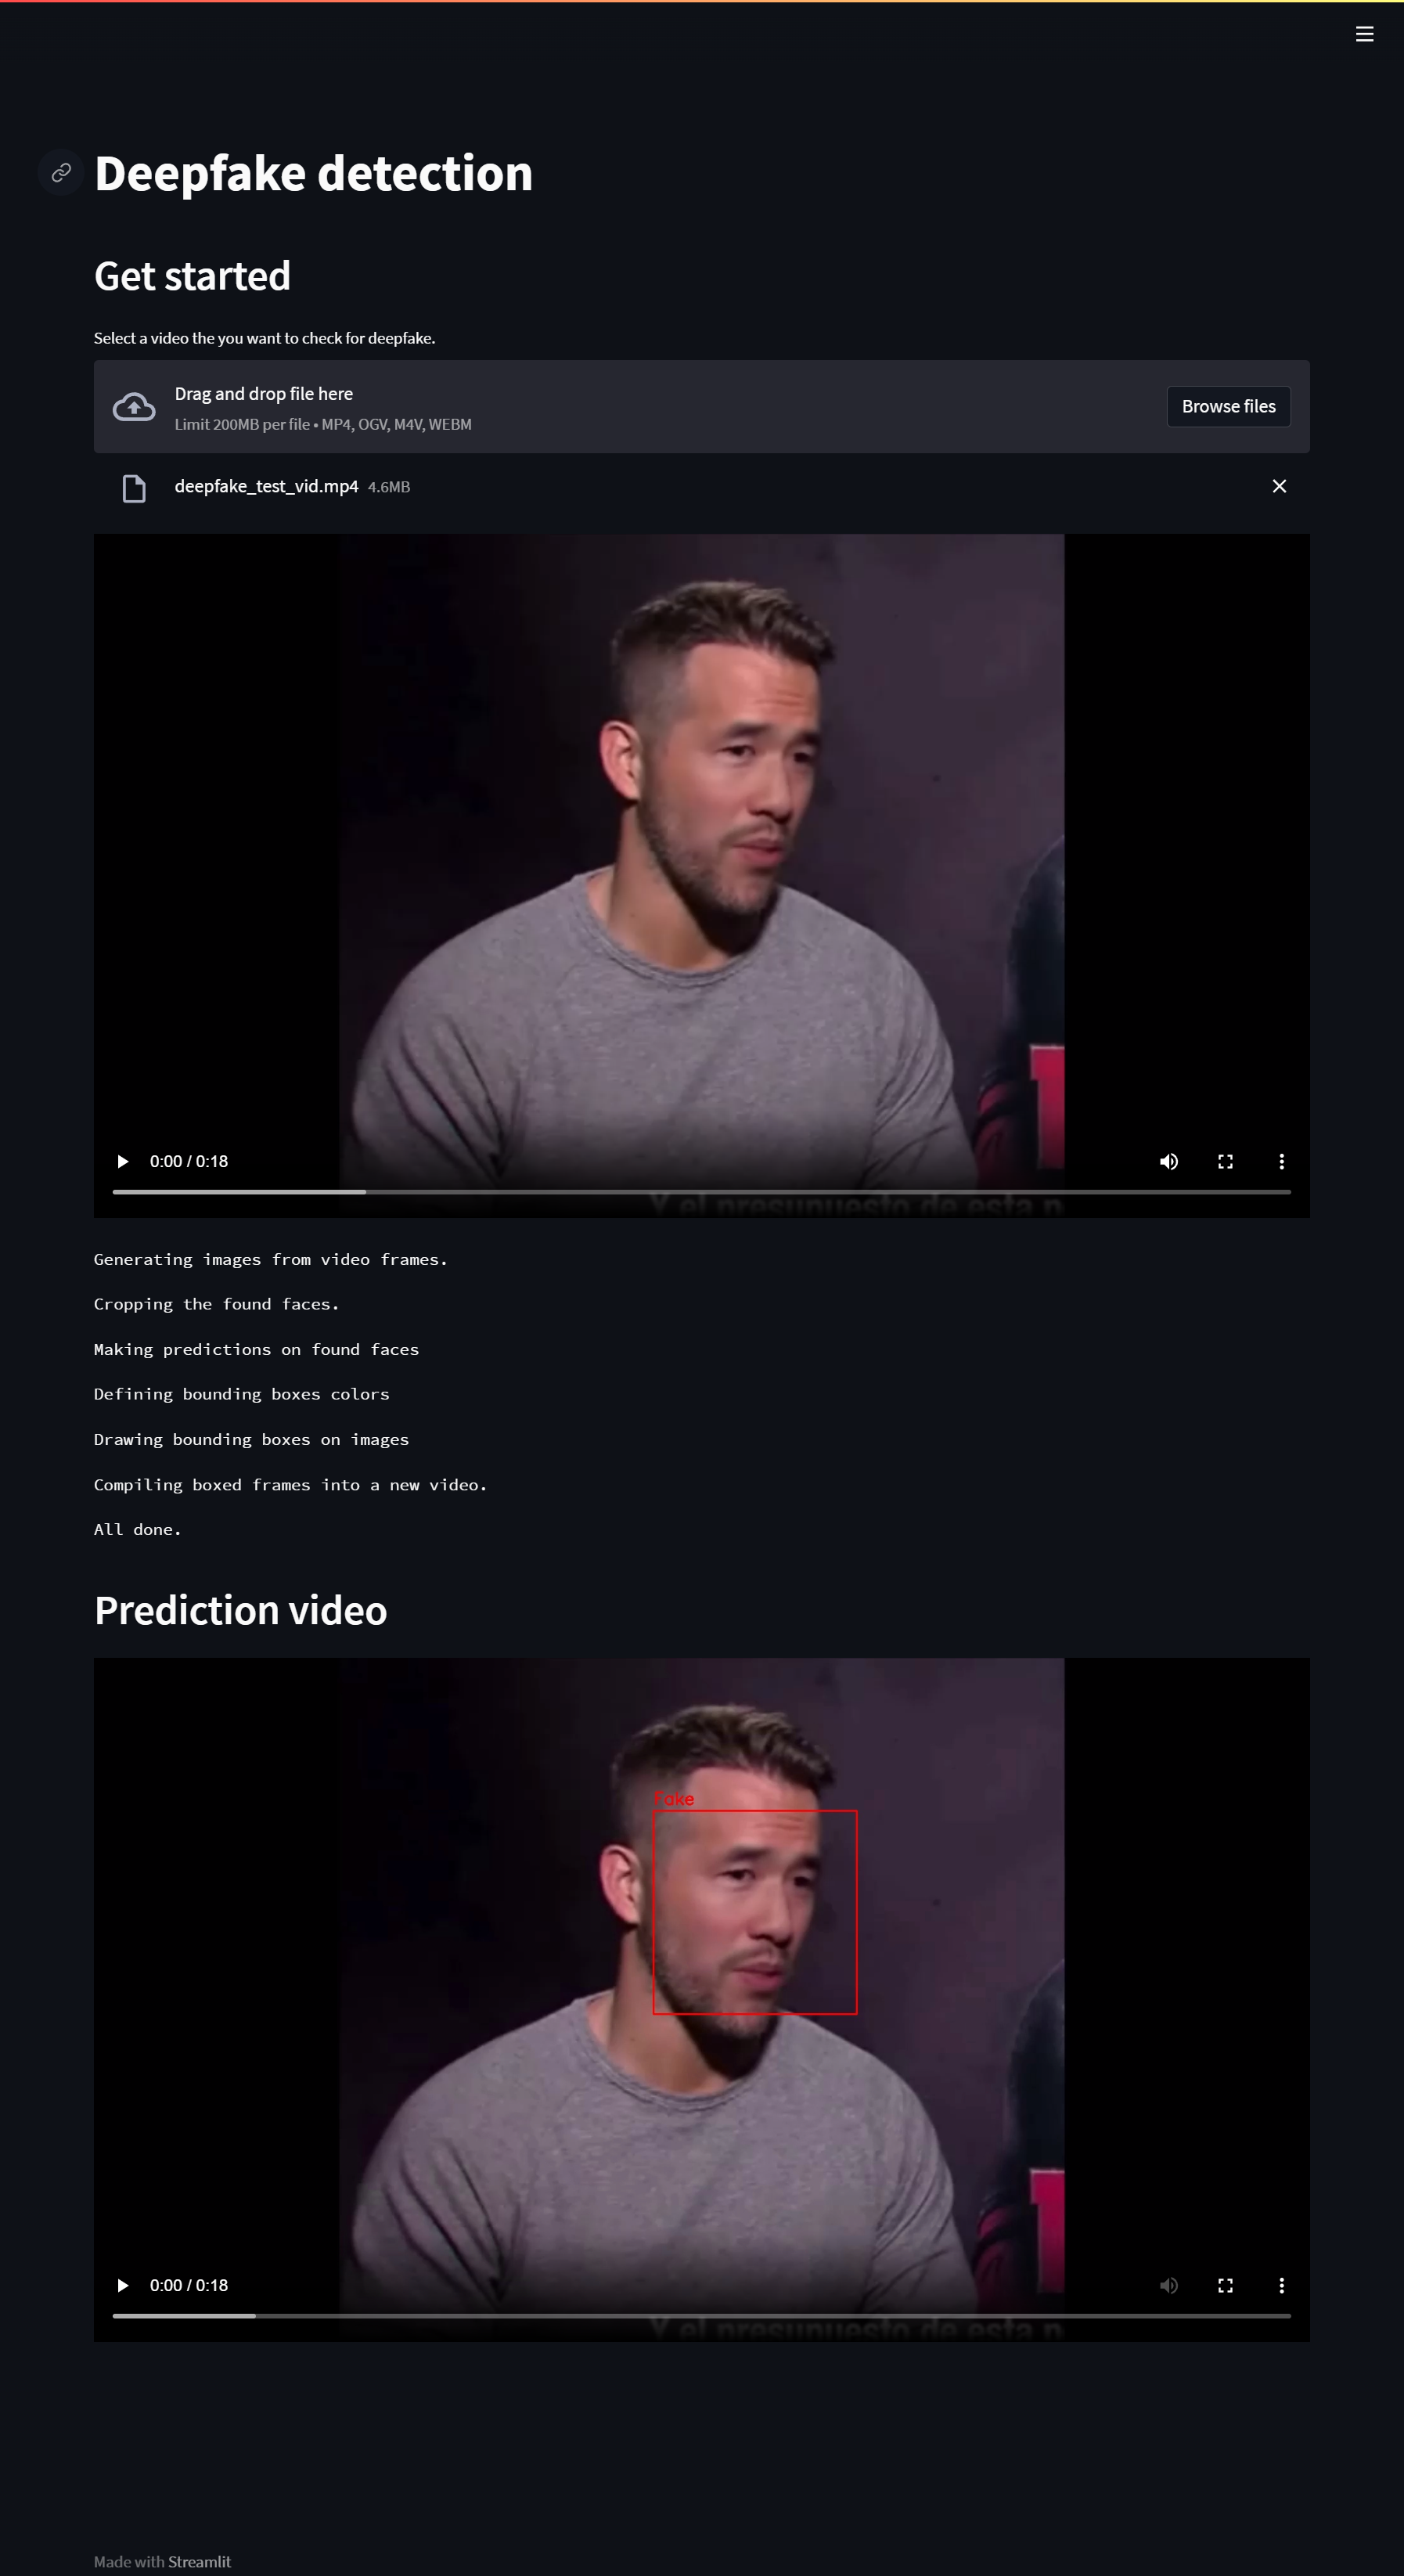 Deepfake detection
Get started
Select a video the you want to check for deepfake.
Drag and drop file here
Limit 200MB per file • MP4, OGV, M4V, WEBM
Browse files
deepfake_test_vid.mp4 4.6MB
0:00 / 0:18
Y el presupuesto de esta
Generating images from video frames.
Cropping the found faces.
Making predictions on found faces
Defining bounding boxes colors
Drawing bounding boxes on images
Compiling boxed frames into a new video.
All done.
Prediction video
Fake
0:00 / 0:18
Y el presupuesto de esta
Made with Streamlit